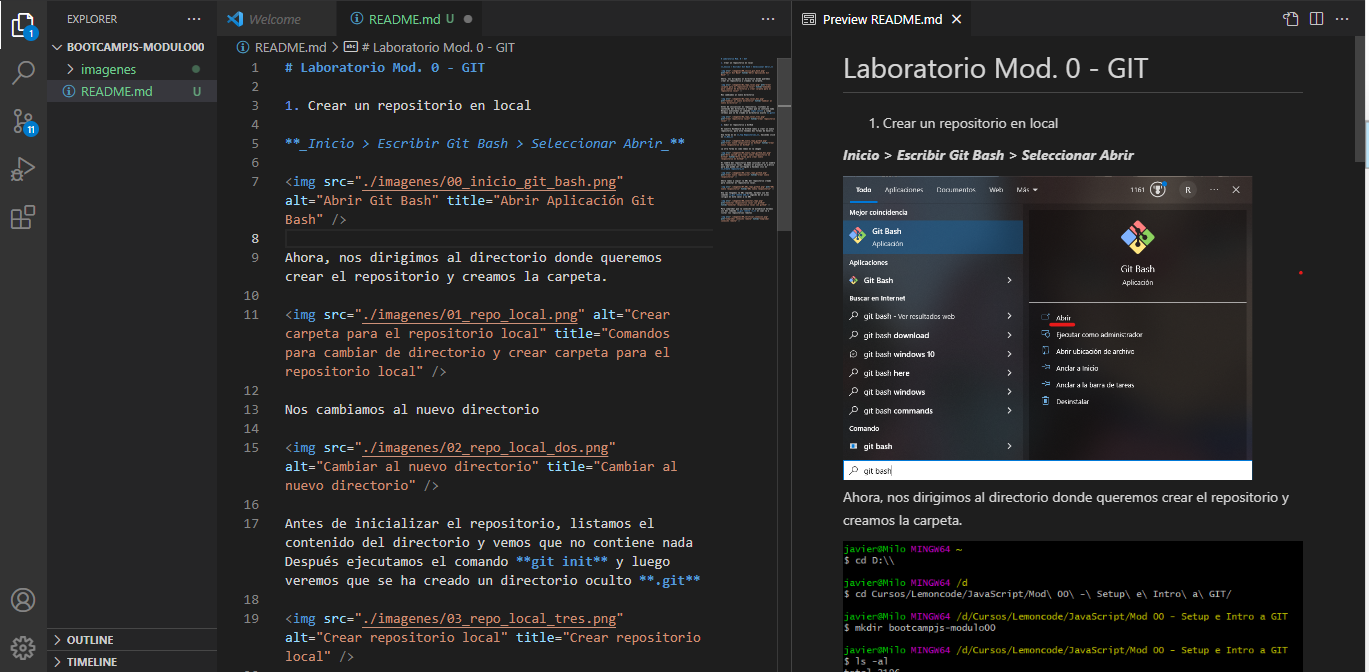 EXPLORER
BOOTCAMPJS-MODULO00
imagenes
README.md U
OUTLINE
TIMELINE
1
11
Welcome
README.md U
README.md > # Laboratorio Mod. 0 - GIT
1 # Laboratorio Mod. 0 - GIT
2
3 1. Crear un repositorio en local
4
5 **_Inicio > Escribir Git Bash > Seleccionar Abrir_**
6
7 <img src="./imagenes/00_inicio_git_bash.png"
alt="Abrir Git Bash" title="Abrir Aplicación Git
Bash" />
8
9 Ahora, nos dirigimos al directorio donde queremos
crear el repositorio y creamos la carpeta.
10
11 <img src="./imagenes/01_repo_local.png" alt="Crear
carpeta para el repositorio local" title="Comandos
para cambiar de directorio y crear carpeta para el
repositorio local" />
12
13 Nos cambiamos al nuevo directorio
14
15 <img src="./imagenes/02_repo_local_dos.png"
alt="Cambiar al nuevo directorio" title="Cambiar al
nuevo directorio" />
16
17 Antes de inicializar el repositorio, listamos el
contenido del directorio y vemos que no contiene nada
Después ejecutamos el comando **git init** y luego
veremos que se ha creado un directorio oculto **.git**
18
19 <img src="./imagenes/03_repo_local_tres.png"
alt="Crear repositorio local" title="Crear repositorio
local" />
Preview README.md
Laboratorio Mod. 0 - GIT
1. Crear un repositorio en local
Inicio > Escribir Git Bash > Seleccionar Abrir
Todo Aplicaciones Documentos Web Más 1161 R
Mejor coincidencia
Git Bash
Aplicación
Aplicaciones
Git Bash
Buscar en Internet
git bash - Ver resultados web
git bash download
git bash windows 10
git bash here
git bash windows
git bash commands
Comando
git bash
git bash
Git Bash
Aplicación
Abrir
Ejecutar como administrador
Abrir ubicación de archivo
Anclar a Inicio
Anclar a la barra de tareas
Desinstalar
Ahora, nos dirigimos al directorio donde queremos crear el repositorio y
creamos la carpeta.
javier@Milo MINGW64 ~
$ cd D:\\
javier@Milo MINGW64 /d
$ cd Cursos/Lemoncode/JavaScript/Mod\ 00\ -\ Setup\ e\ Intro\ a\ GIT/
javier@Milo MINGW64 /d/Cursos/Lemoncode/JavaScript/Mod 00 - Setup e Intro a GIT
$ mkdir bootcampjs-modulo00
javier@Milo MINGW64 /d/Cursos/Lemoncode/JavaScript/Mod 00 - Setup e Intro a GIT
$ ls -al